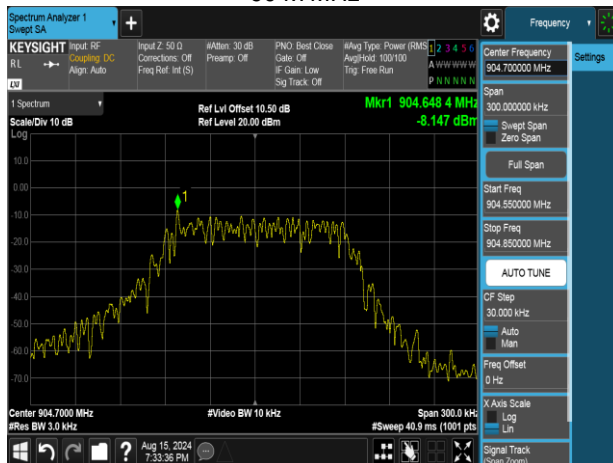 Spectrum Analyzer 1
Swept SA
Frequency
KEYSIGHT
RL
LXI
Input: RF
Coupling: DC
Align: Auto
Input Z: 50 Ω
Corrections: Off
Freq Ref: Int (S)
#Atten: 30 dB
Preamp: Off
PNO: Best Close
Gate: Off
IF Gain: Low
Sig Track: Off
#Avg Type: Power (RMS
Avg|Hold: 100/100
Trig: Free Run
1 2 3 4 5 6
A W W W W W
P N N N N N
1 Spectrum
Scale/Div 10 dB
Ref Lvl Offset 10.50 dB
Ref Level 20.00 dBm
Mkr1 904.648 4 MHz
-8.147 dBm
Log
10.0
0.00
-10.0
-20.0
-30.0
-40.0
-50.0
-60.0
-70.0
1
Center 904.7000 MHz
#Res BW 3.0 kHz
#Video BW 10 kHz
Span 300.0 kHz
#Sweep 40.9 ms (1001 pts)
Aug 15, 2024
7:33:36 PM
Center Frequency
904.700000 MHz
Settings
Span
300.000000 kHz
Swept Span
Zero Span
Full Span
Start Freq
904.550000 MHz
Stop Freq
904.850000 MHz
AUTO TUNE
CF Step
30.000 kHz
Auto
Man
Freq Offset
0 Hz
X Axis Scale
Log
Lin
Signal Track
(Span Zoom)